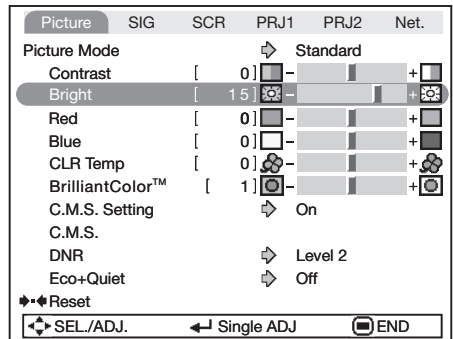 Picture SIG SCR PRJ1 PRJ2 Net.
Picture Mode Standard
Contrast [ 0] - +
Bright [ 15] - +
Red [ 0] - +
Blue [ 0] - +
CLR Temp [ 0] - +
BrilliantColor™ [ 1] - +
C.M.S. Setting On
C.M.S.
DNR Level 2
Eco+Quiet Off
Reset
SEL./ADJ. Single ADJ END